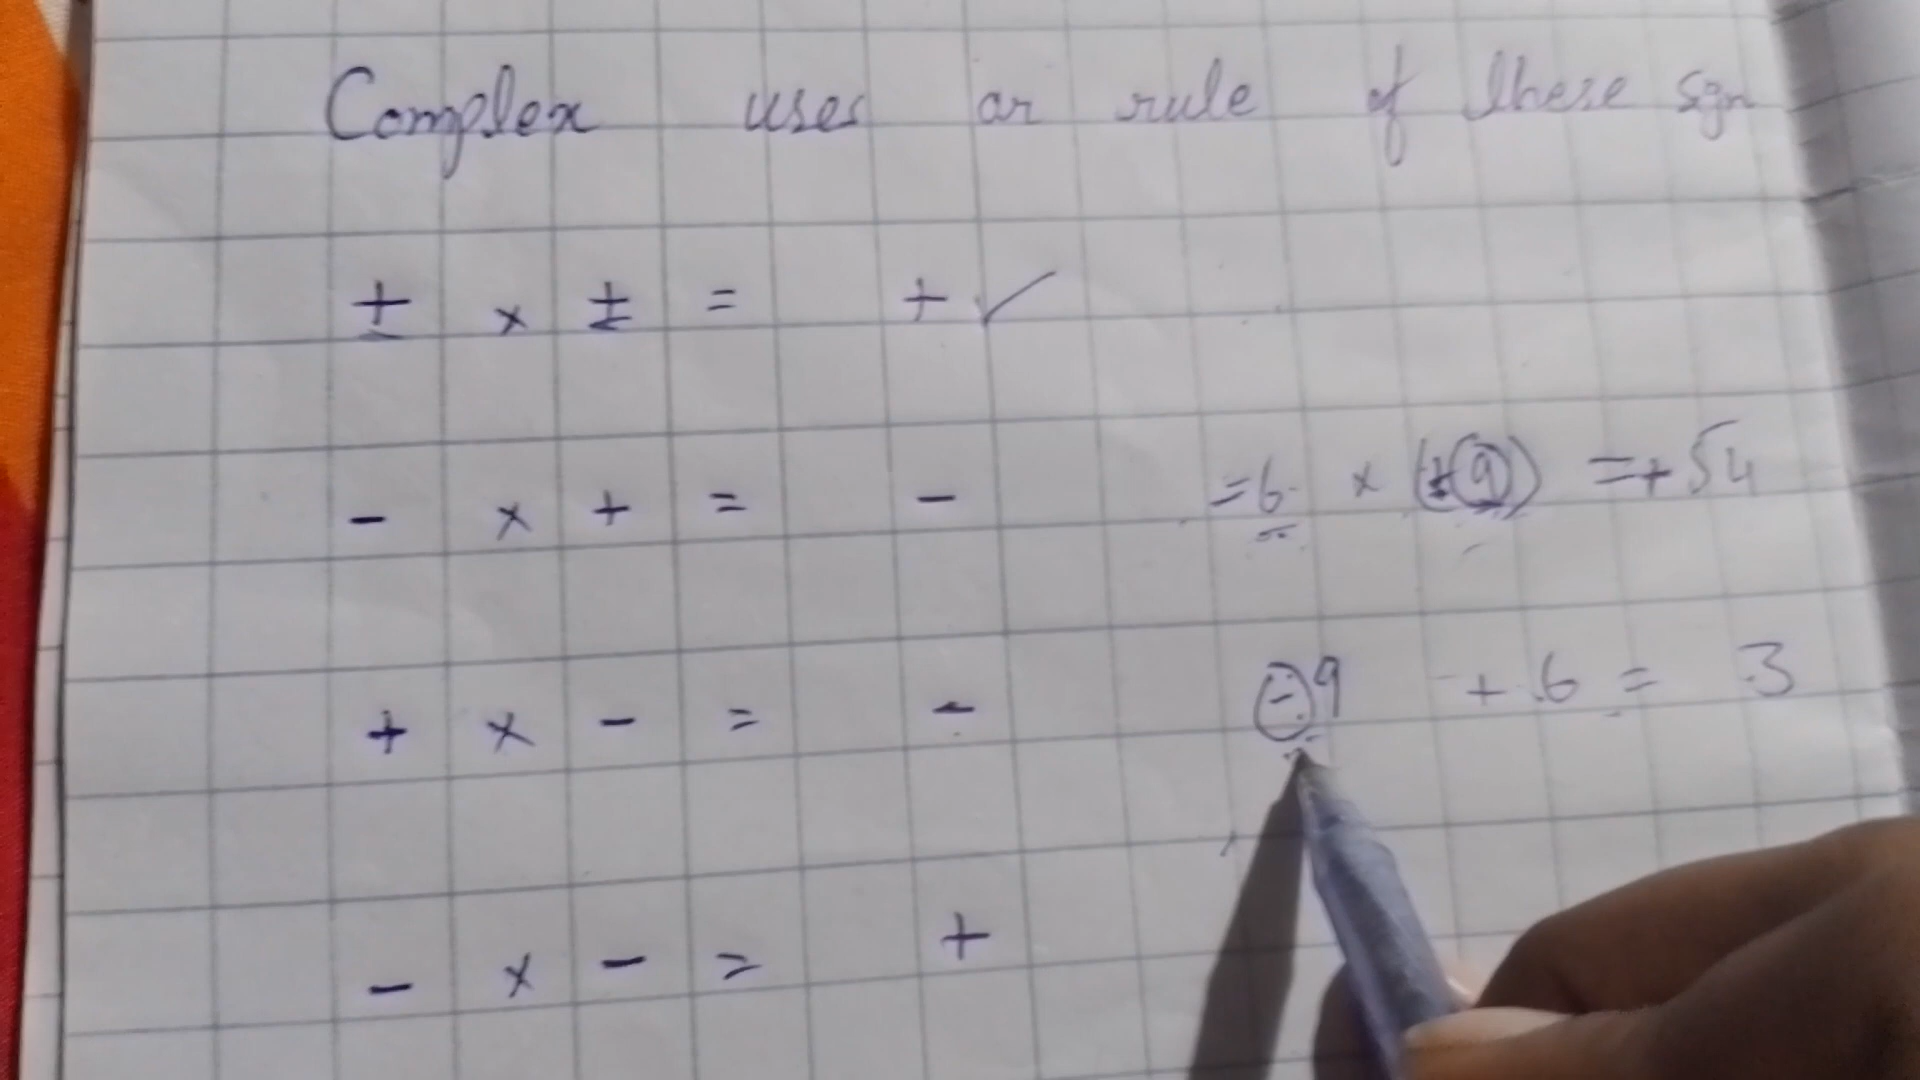 Complex uses or rule of these sign
+ × + = + ✓
- × + = - = 6 × (+9) = + 54
+ × - = - -9 + 6 = 3
- × - = +